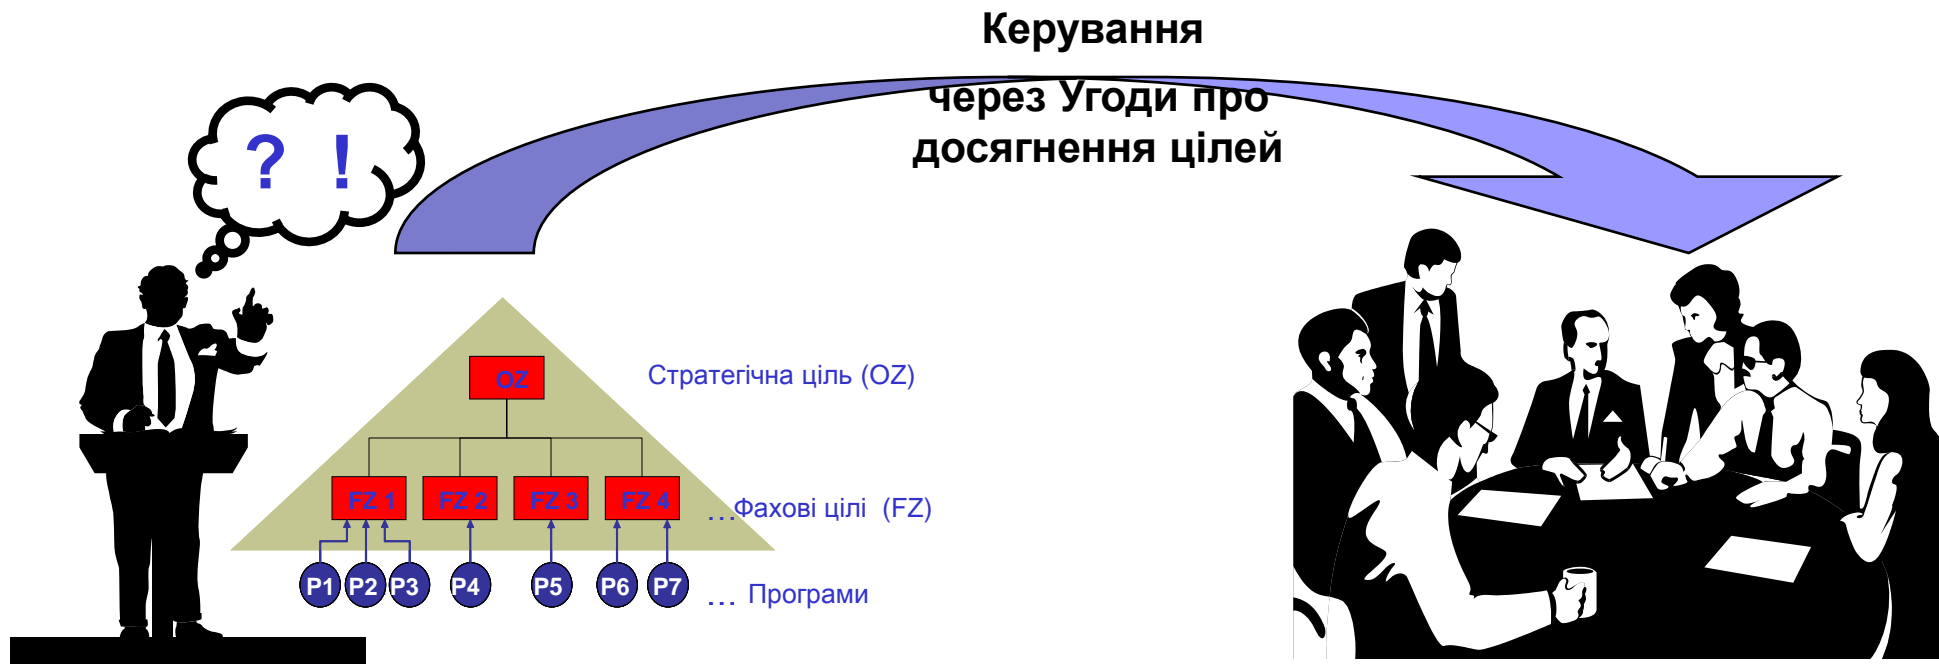 Керування
через Угоди про
досягнення цілей
? !
OZ
Стратегічна ціль (OZ)
FZ 1 FZ 2 FZ 3 FZ 4
...Фахові цілі (FZ)
P1 P2 P3 P4 P5 P6 P7
... Програми